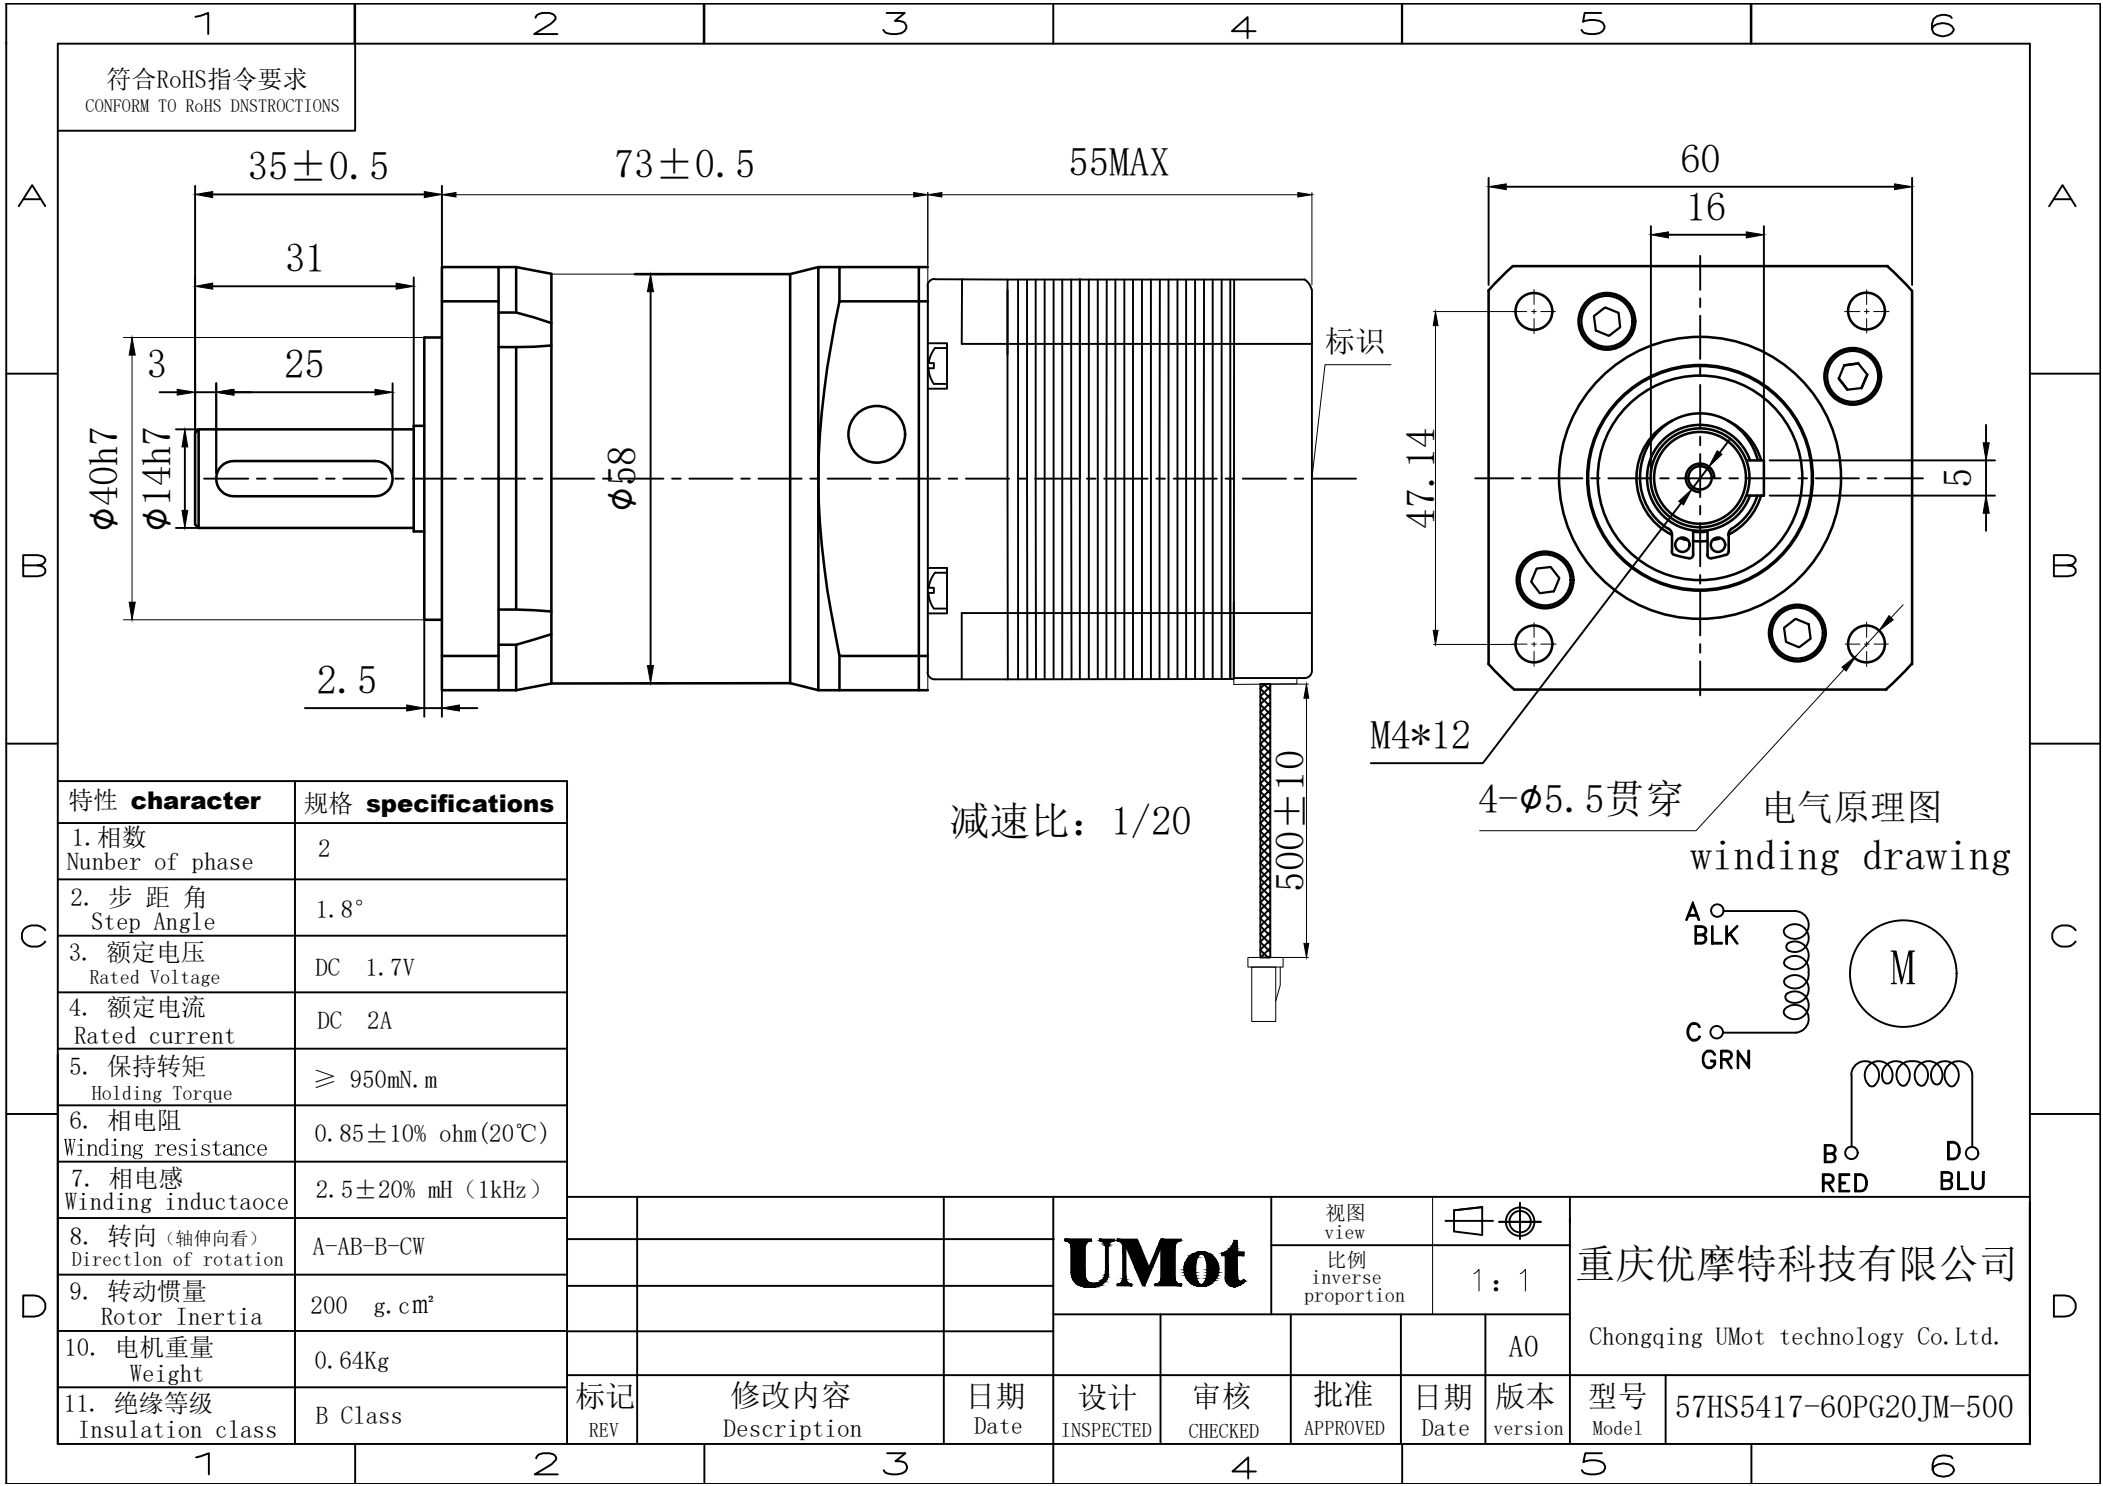 1 2 3 4 5 6
符合RoHS指令要求
CONFORM TO RoHS DNSTROCTIONS
A
A
35±0.5
73±0.5
55MAX
60
16
31
3
25
标识
ϕ40h7
ϕ14h7
ϕ58
47.14
5
B
B
2.5
M4*12
4-ϕ5.5贯穿
500±10
减速比：1/20
电气原理图
winding drawing
A
BLK
C
GRN
M
B
RED
D
BLU
C
C
特性 character 规格 specifications
1.相数
Nunber of phase
2
2. 步 距 角
Step Angle
1.8°
3. 额定电压
Rated Voltage
DC 1.7V
4. 额定电流
Rated current
DC 2A
5. 保持转矩
Holding Torque
≥ 950mN.m
6. 相电阻
Winding resistance
0.85±10% ohm(20℃)
7. 相电感
Winding inductaoce
2.5±20% mH（1kHz）
8. 转向（轴伸向看）
Directlon of rotation
A-AB-B-CW
9. 转动惯量
Rotor Inertia
200 g.cm²
10. 电机重量
Weight
0.64Kg
11. 绝缘等级
Insulation class
B Class
D
D
UMot
视图
view
比例
inverse
proportion
1:1
A0
重庆优摩特科技有限公司
Chongqing UMot technology Co.Ltd.
标记
REV
修改内容
Description
日期
Date
设计
INSPECTED
审核
CHECKED
批准
APPROVED
日期
Date
版本
version
型号
Model
57HS5417-60PG20JM-500
1 2 3 4 5 6